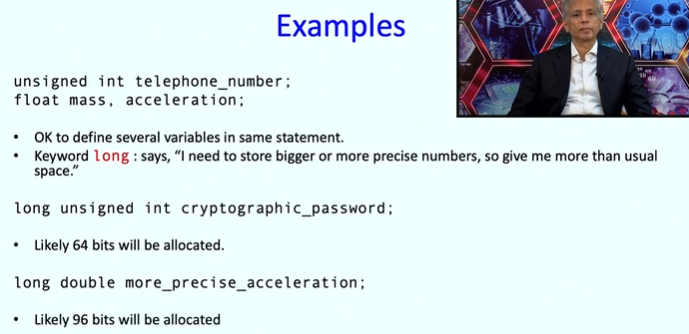 Examples
unsigned int telephone_number;
float mass, acceleration;
• OK to define several variables in same statement.
• Keyword long : says, “I need to store bigger or more precise numbers, so give me more than usual
space.”
long unsigned int cryptographic_password;
• Likely 64 bits will be allocated.
long double more_precise_acceleration;
• Likely 96 bits will be allocated